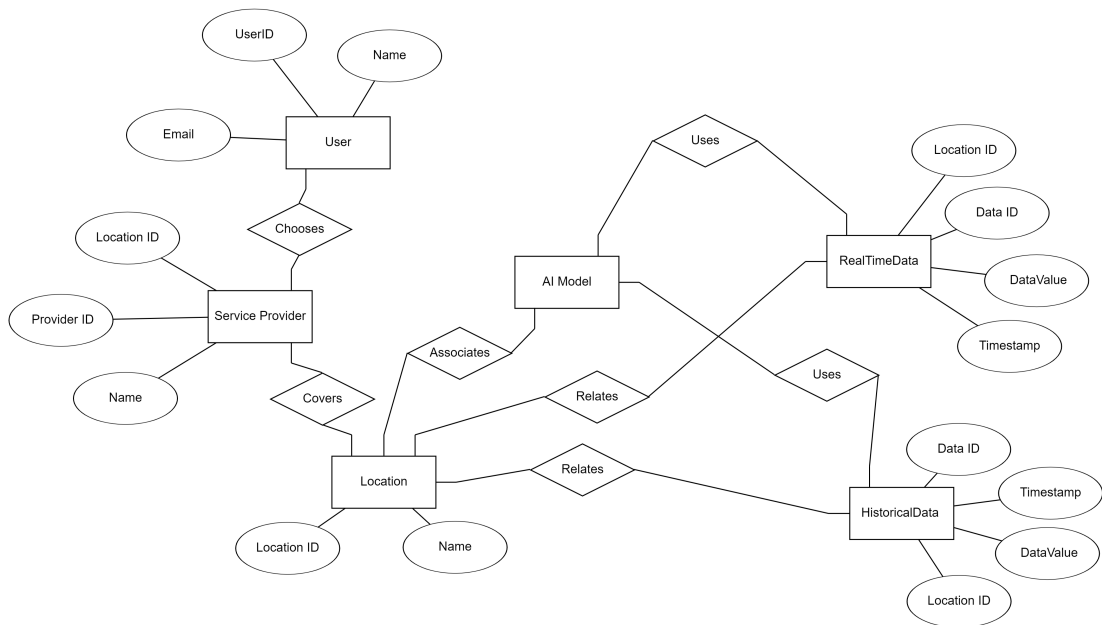 UserID
Name
Email
User
Uses
Location ID
Chooses
Data ID
Location ID
RealTimeData
AI Model
DataValue
Service Provider
Provider ID
Timestamp
Associates
Uses
Name
Covers
Relates
Data ID
Relates
Location
Timestamp
HistoricalData
Location ID
Name
DataValue
Location ID